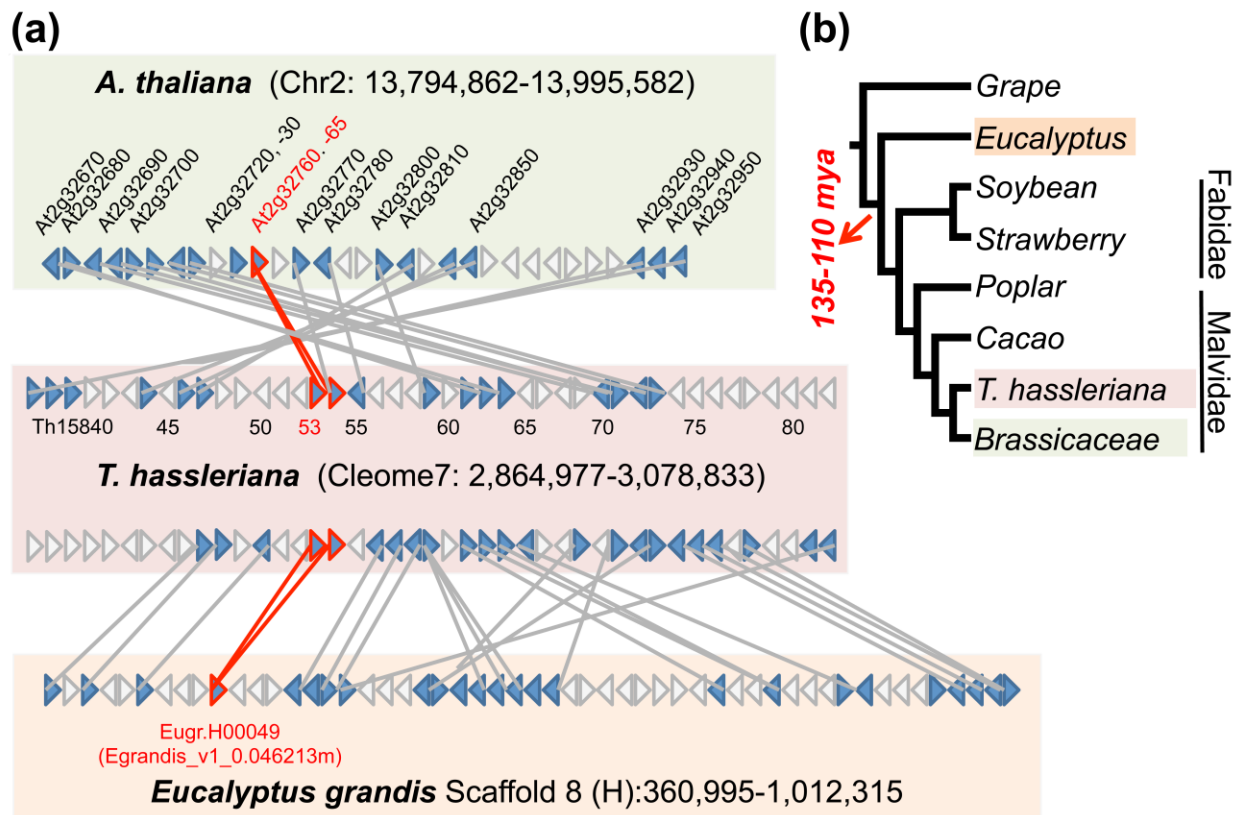 (a)
A. thaliana (Chr2: 13,794,862-13,995,582)
At2g32670
At2g32680
At2g32690
At2g32700
At2g32720, -30
At2g32760. -65
At2g32770
At2g32780
At2g32800
At2g32810
At2g32850
At2g32930
At2g32940
At2g32950
Th15840 45 50 53 55 60 65 70 75 80
T. hassleriana (Cleome7: 2,864,977-3,078,833)
Eugr.H00049
(Egrandis_v1_0.046213m)
Eucalyptus grandis Scaffold 8 (H):360,995-1,012,315
(b)
Grape
Eucalyptus
Soybean
Strawberry
Poplar
Cacao
T. hassleriana
Brassicaceae
135-110 mya
Fabidae
Malvidae